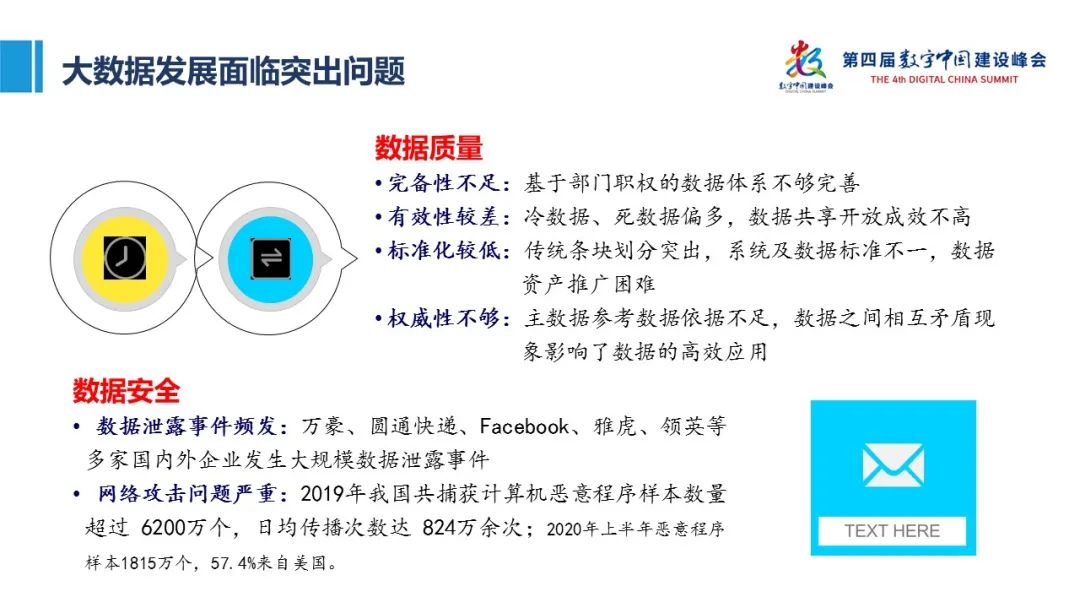 大数据发展面临突出问题
数字中国
DIGITAL CHINA SUMMIT
第四届数字中国建设峰会
THE 4th DIGITAL CHINA SUMMIT
数据质量
•完备性不足：基于部门职权的数据体系不够完善
•有效性较差：冷数据、死数据偏多，数据共享开放成效不高
•标准化较低：传统条块划分突出，系统及数据标准不一，数据
资产推广困难
•权威性不够：主数据参考数据依据不足，数据之间相互矛盾现
象影响了数据的高效应用
数据安全
• 数据泄露事件频发：万豪、圆通快递、Facebook、雅虎、领英等
多家国内外企业发生大规模数据泄露事件
• 网络攻击问题严重：2019年我国共捕获计算机恶意程序样本数量
超过 6200万个，日均传播次数达 824万余次；2020年上半年恶意程序
样本1815万个，57.4%来自美国。
TEXT HERE